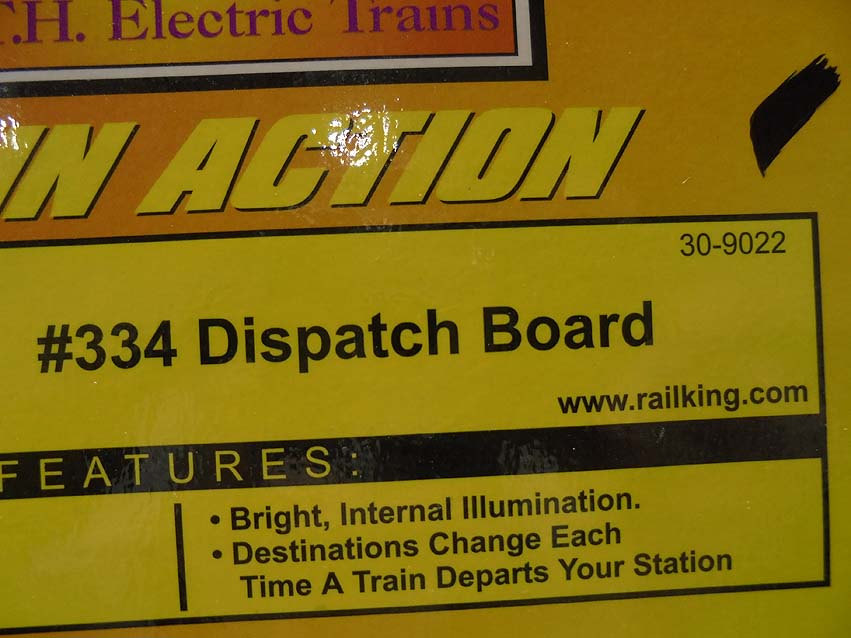 .T.H. Electric Trains
IN ACTION
30-9022
#334 Dispatch Board
www.railking.com
FEATURES:
• Bright, Internal Illumination.
• Destinations Change Each
Time A Train Departs Your Station